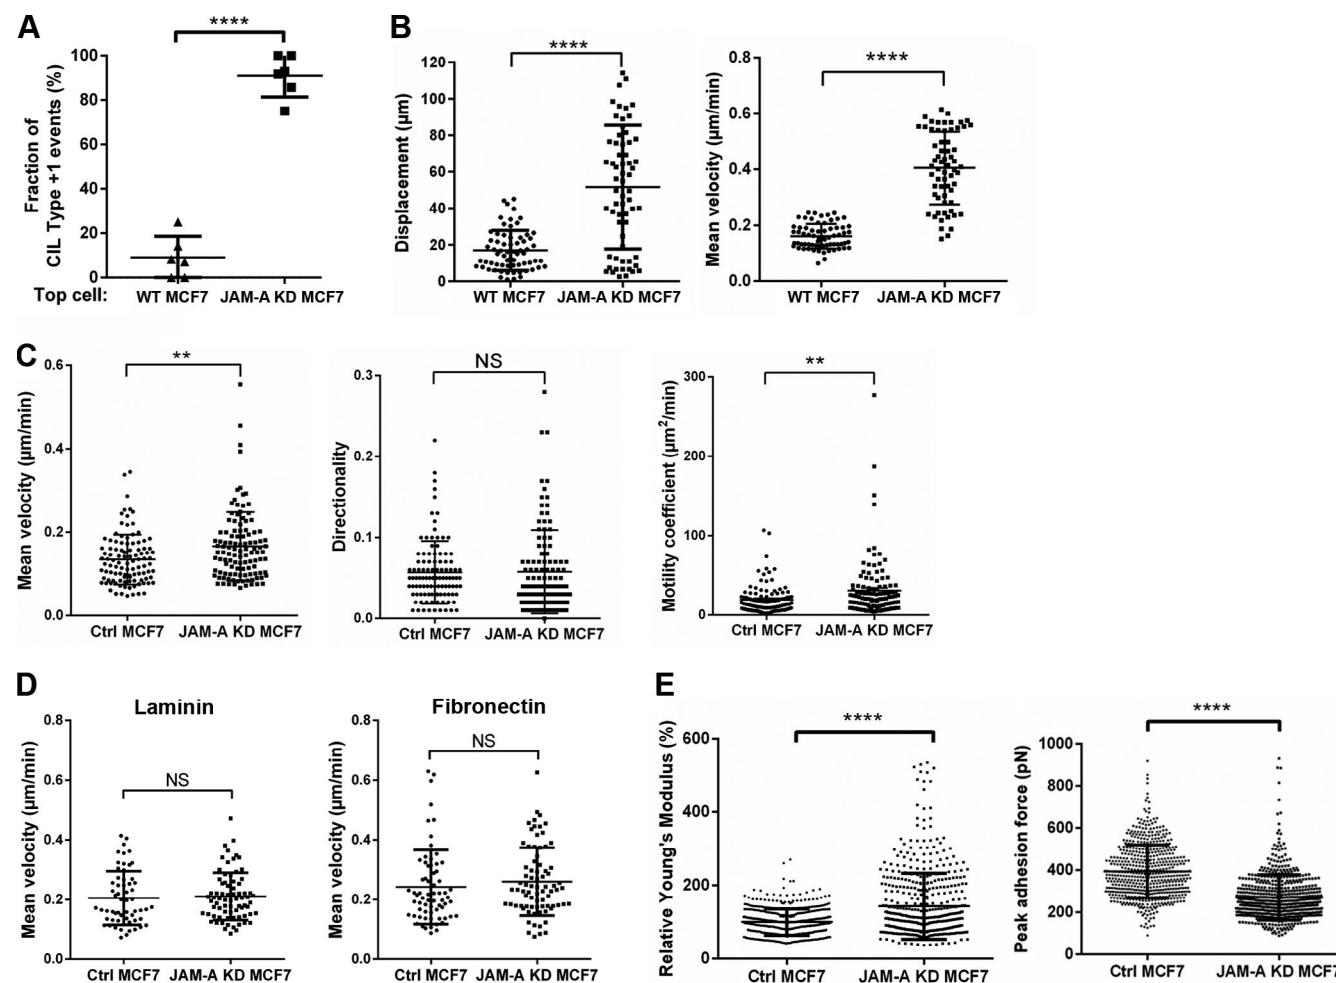 A
****
Fraction of
CIL Type +1 events (%)
100
80
60
40
20
0
Top cell:
WT MCF7
JAM-A KD MCF7
B
****
Displacement (μm)
120
100
80
60
40
20
0
WT MCF7
JAM-A KD MCF7
****
Mean velocity (μm/min)
0.8
0.6
0.4
0.2
0.0
WT MCF7
JAM-A KD MCF7
C
**
Mean velocity (μm/min)
0.6
0.4
0.2
0.0
Ctrl MCF7
JAM-A KD MCF7
NS
Directionality
0.3
0.2
0.1
0.0
Ctrl MCF7
JAM-A KD MCF7
**
Motility coefficient (μm²/min)
300
200
100
0
Ctrl MCF7
JAM-A KD MCF7
D
Laminin
NS
Mean velocity (μm/min)
0.8
0.6
0.4
0.2
0.0
Ctrl MCF7
JAM-A KD MCF7
Fibronectin
NS
Mean velocity (μm/min)
0.8
0.6
0.4
0.2
0.0
Ctrl MCF7
JAM-A KD MCF7
E
****
Relative Young's Modulus (%)
600
400
200
0
Ctrl MCF7
JAM-A KD MCF7
****
Peak adhesion force (pN)
1000
800
600
400
200
0
Ctrl MCF7
JAM-A KD MCF7